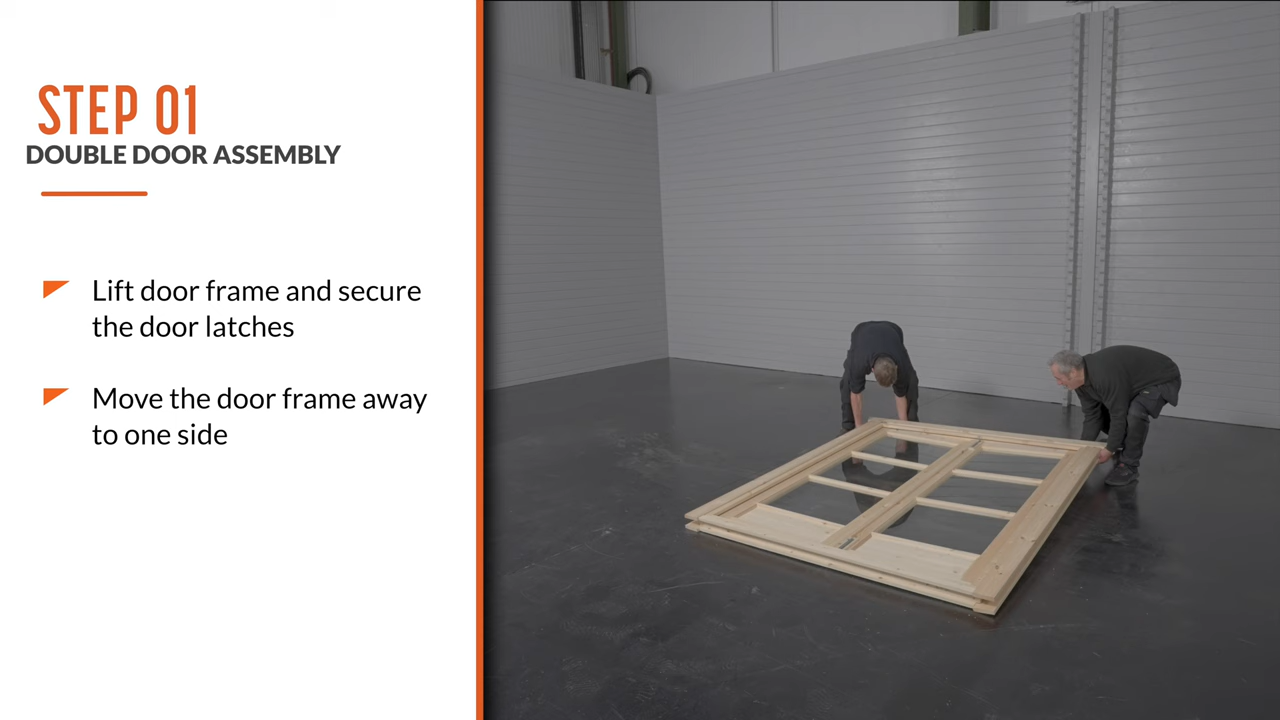 STEP 01
DOUBLE DOOR ASSEMBLY
Lift door frame and secure
the door latches
Move the door frame away
to one side